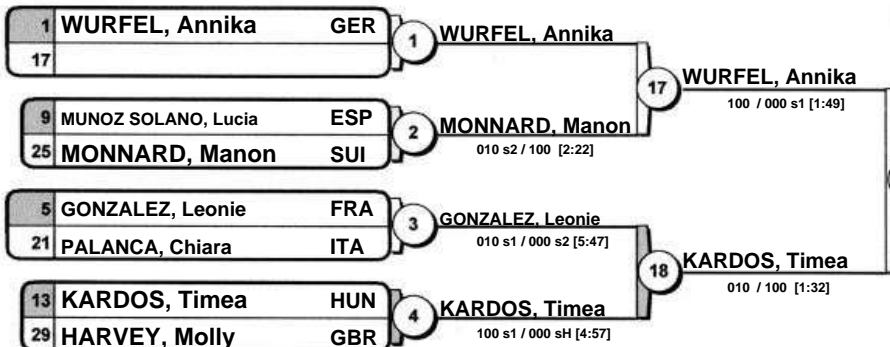 1 WURFEL, Annika GER
17
1 WURFEL, Annika
9 MUNOZ SOLANO, Lucia ESP
25 MONNARD, Manon SUI
2 MONNARD, Manon
010 s2 / 100 [2:22]
17 WURFEL, Annika
100 / 000 s1 [1:49]
5 GONZALEZ, Leonie FRA
21 PALANCA, Chiara ITA
3 GONZALEZ, Leonie
010 s1 / 000 s2 [5:47]
13 KARDOS, Timea HUN
29 HARVEY, Molly GBR
4 KARDOS, Timea
100 s1 / 000 sH [4:57]
18 KARDOS, Timea
010 / 100 [1:32]